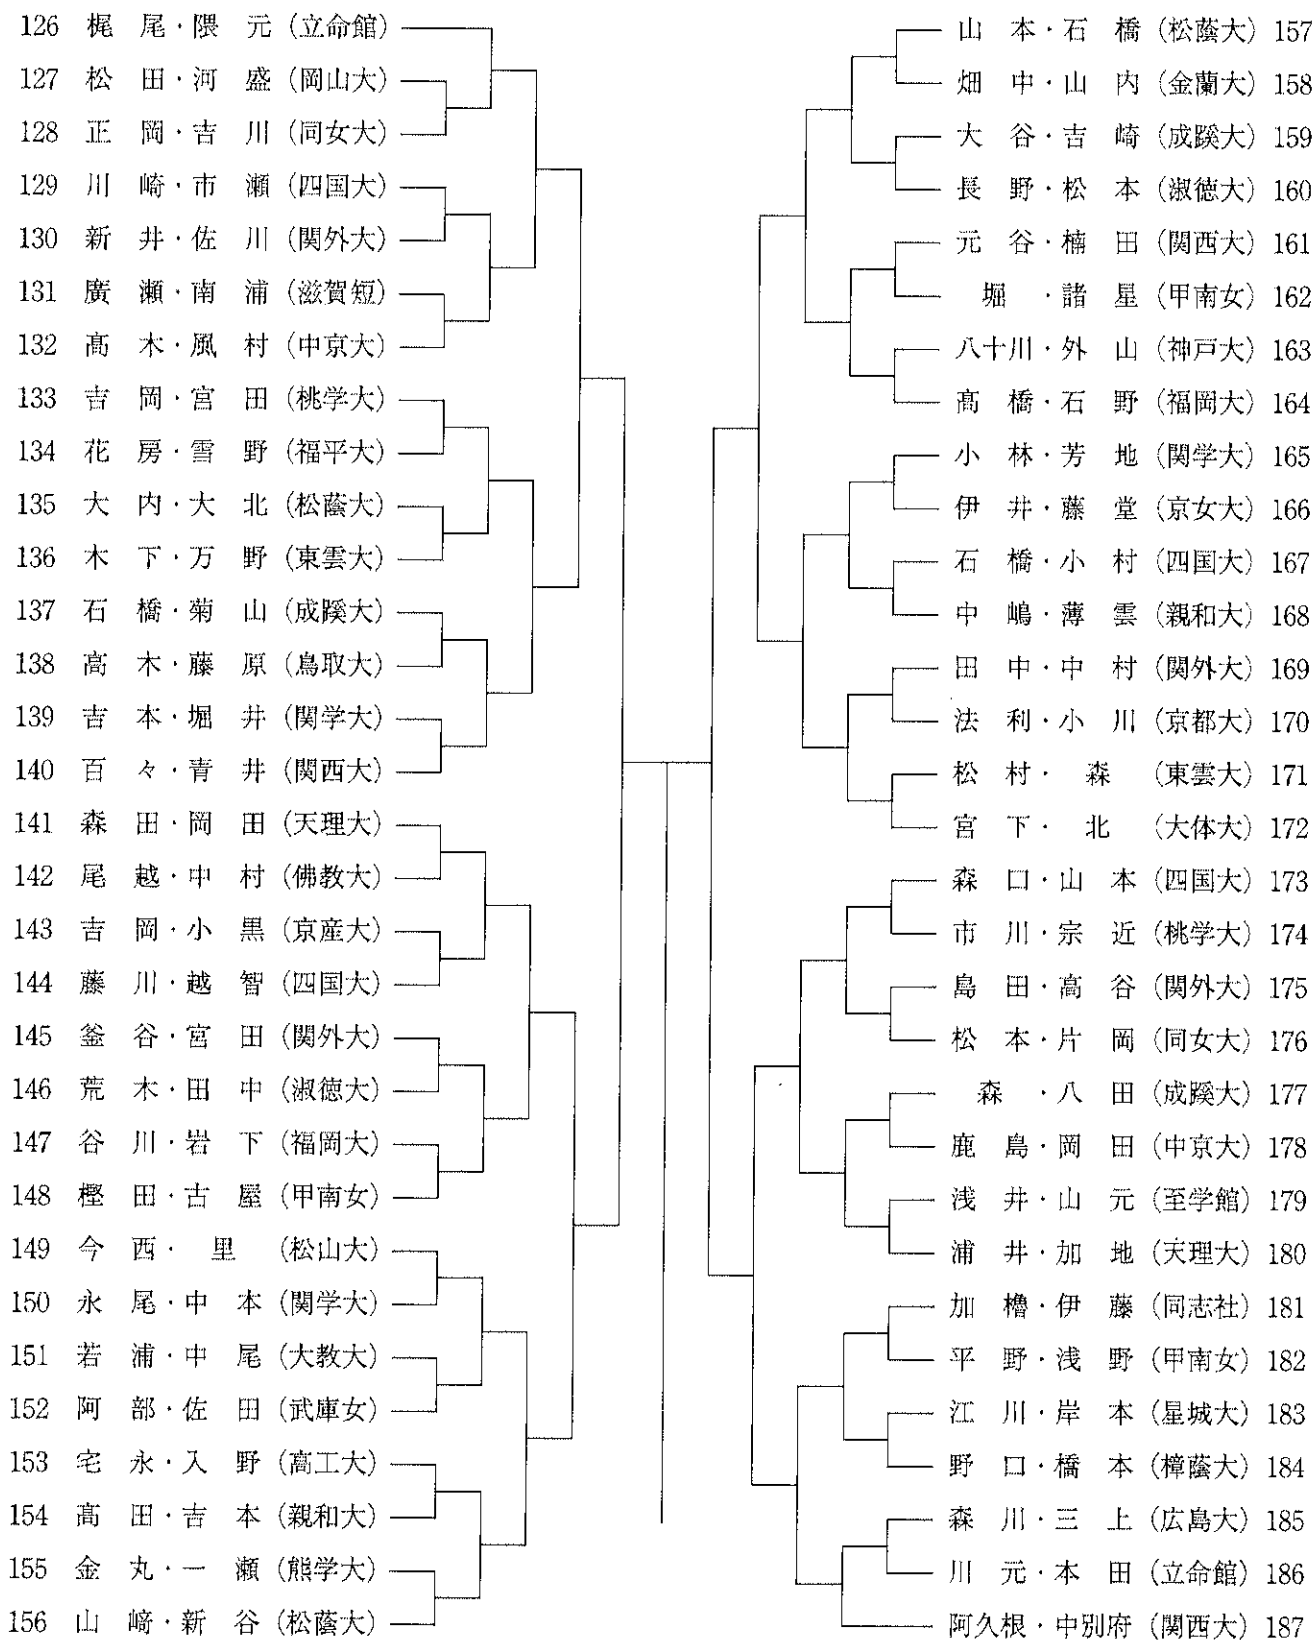 126 梶尾・隈元 (立命館)
127 松田・河盛 (岡山大)
128 正岡・吉川 (同女大)
129 川崎・市瀬 (四国大)
130 新井・佐川 (関外大)
131 廣瀬・南浦 (滋賀短)
132 髙木・風村 (中京大)
133 吉岡・宮田 (桃学大)
134 花房・雪野 (福平大)
135 大内・大北 (松蔭大)
136 木下・万野 (東雲大)
137 石橋・菊山 (成蹊大)
138 高木・藤原 (鳥取大)
139 吉本・堀井 (関学大)
140 百々・青井 (関西大)
141 森田・岡田 (天理大)
142 尾越・中村 (佛教大)
143 吉岡・小黒 (京産大)
144 藤川・越智 (四国大)
145 釜谷・宮田 (関外大)
146 荒木・田中 (淑徳大)
147 谷川・岩下 (福岡大)
148 樫田・古屋 (甲南女)
149 今西・里 (松山大)
150 永尾・中本 (関学大)
151 若浦・中尾 (大教大)
152 阿部・佐田 (武庫女)
153 宅永・入野 (高工大)
154 髙田・吉本 (親和大)
155 金丸・一瀬 (熊学大)
156 山﨑・新谷 (松蔭大)
山本・石橋 (松蔭大) 157
畑中・山内 (金蘭大) 158
大谷・吉崎 (成蹊大) 159
長野・松本 (淑徳大) 160
元谷・楠田 (関西大) 161
堀・諸星 (甲南女) 162
八十川・外山 (神戸大) 163
髙橋・石野 (福岡大) 164
小林・芳地 (関学大) 165
伊井・藤堂 (京女大) 166
石橋・小村 (四国大) 167
中嶋・薄雲 (親和大) 168
田中・中村 (関外大) 169
法利・小川 (京都大) 170
松村・森 (東雲大) 171
宮下・北 (大体大) 172
森口・山本 (四国大) 173
市川・宗近 (桃学大) 174
島田・高谷 (関外大) 175
松本・片岡 (同女大) 176
森・八田 (成蹊大) 177
鹿島・岡田 (中京大) 178
浅井・山元 (至学館) 179
浦井・加地 (天理大) 180
加櫓・伊藤 (同志社) 181
平野・浅野 (甲南女) 182
江川・岸本 (星城大) 183
野口・橋本 (樟蔭大) 184
森川・三上 (広島大) 185
川元・本田 (立命館) 186
阿久根・中別府 (関西大) 187